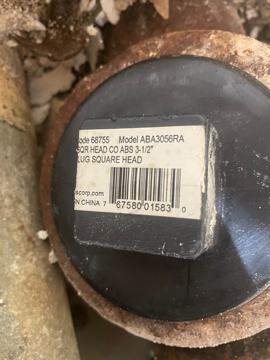 ode 68755 Model ABA3056RA
SQR HEAD CO ABS 3-1/2"
LUG SQUARE HEAD
scorp.com
N CHINA 7 67580 01583 0